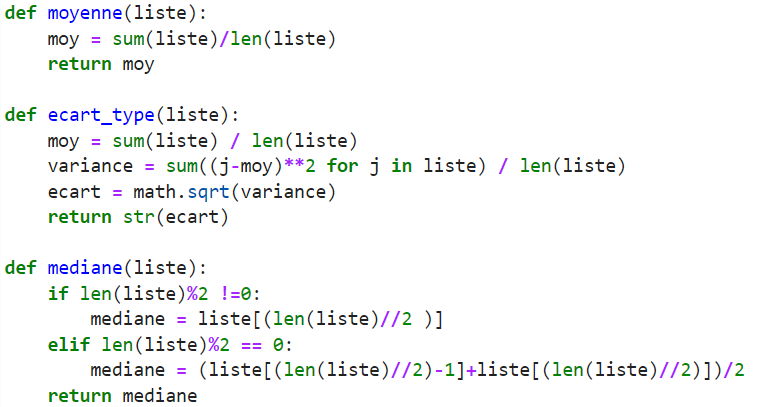 def moyenne(liste):
    moy = sum(liste)/len(liste)
    return moy

def ecart_type(liste):
    moy = sum(liste) / len(liste)
    variance = sum((j-moy)**2 for j in liste) / len(liste)
    ecart = math.sqrt(variance)
    return str(ecart)

def mediane(liste):
    if len(liste)%2 !=0:
        mediane = liste[(len(liste)//2 )]
    elif len(liste)%2 == 0:
        mediane = (liste[(len(liste)//2)-1]+liste[(len(liste)//2)])/2
    return mediane